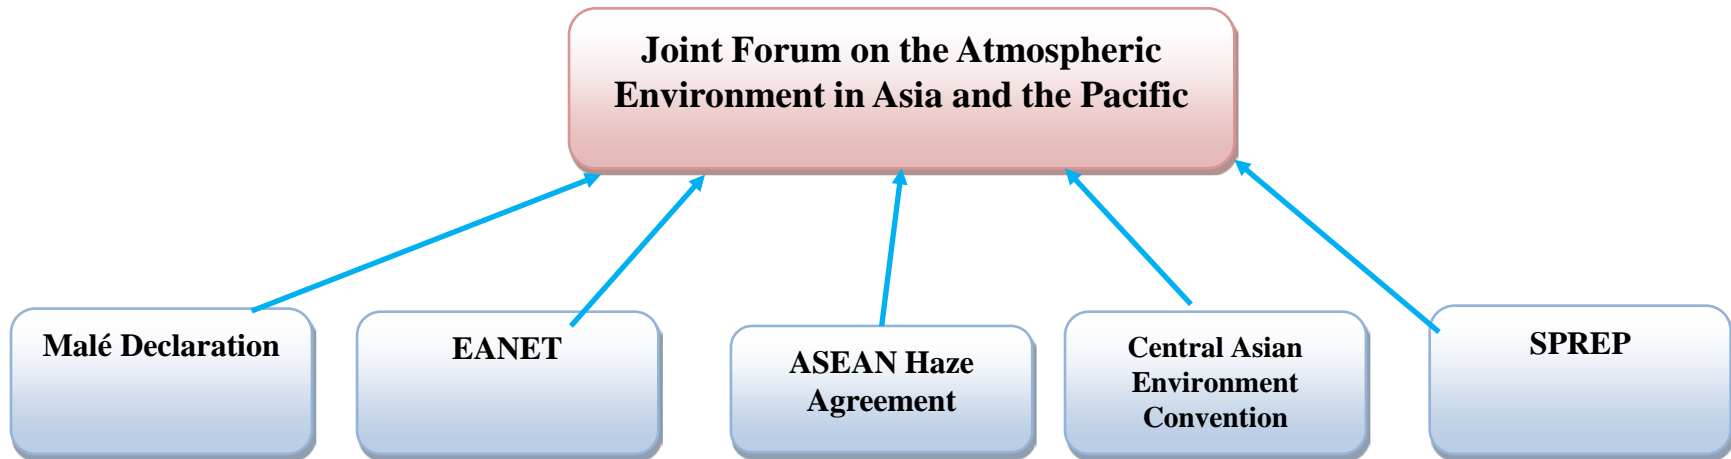 Joint Forum on the Atmospheric
Environment in Asia and the Pacific
Malé Declaration
EANET
ASEAN Haze
Agreement
Central Asian
Environment
Convention
SPREP